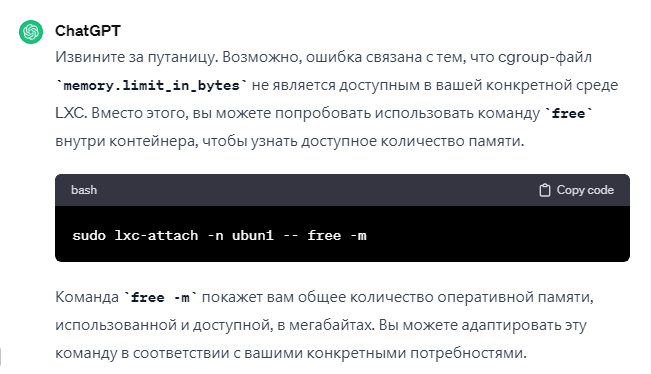 ChatGPT
Извините за путаницу. Возможно, ошибка связана с тем, что cgroup-файл
`memory.limit_in_bytes` не является доступным в вашей конкретной среде
LXC. Вместо этого, вы можете попробовать использовать команду `free`
внутри контейнера, чтобы узнать доступное количество памяти.
bash
Copy code
sudo lxc-attach -n ubun1 -- free -m
Команда `free -m` покажет вам общее количество оперативной памяти,
использованной и доступной, в мегабайтах. Вы можете адаптировать эту
команду в соответствии с вашими конкретными потребностями.